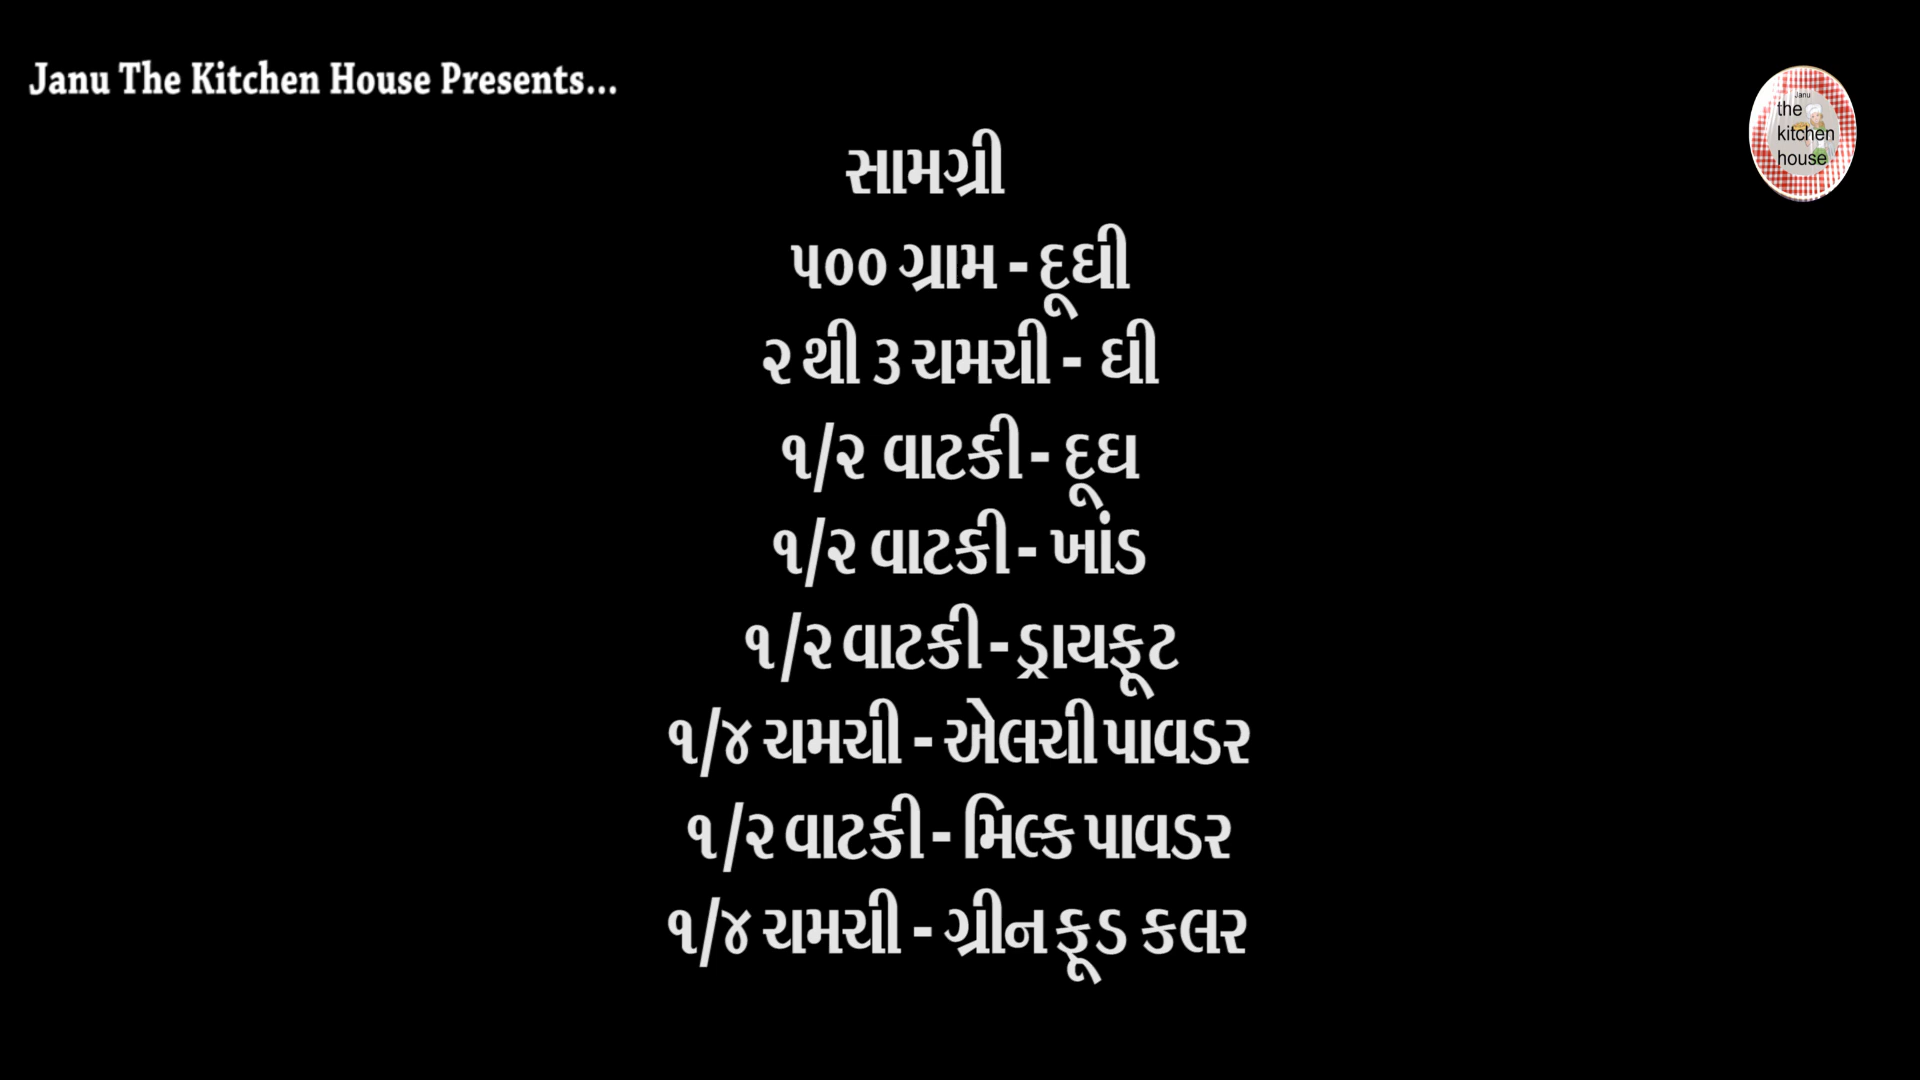 Janu The Kitchen House Presents...
Janu
the
kitchen
house
સામગ્રી
૫૦૦ ગ્રામ - દૂધી
૨ થી ૩ ચમચી - ઘી
૧/૨ વાટકી - દૂધ
૧/૨ વાટકી - ખાંડ
૧/૨ વાટકી - ડ્રાયફૂટ
૧/૪ ચમચી - એલચી પાવડર
૧/૨ વાટકી - મિલ્ક પાવડર
૧/૪ ચમચી - ગ્રીન ફૂડ કલર